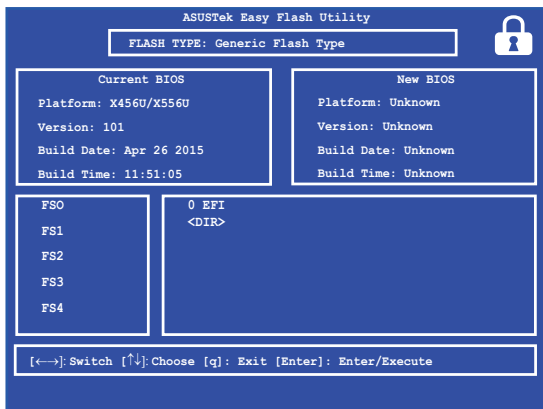 ASUSTek Easy Flash Utility
FLASH TYPE: Generic Flash Type
Current BIOS
Platform: X456U/X556U
Version: 101
Build Date: Apr 26 2015
Build Time: 11:51:05
New BIOS
Platform: Unknown
Version: Unknown
Build Date: Unknown
Build Time: Unknown
FSO
FS1
FS2
FS3
FS4
0 EFI
<DIR>
[←→]: Switch [↑↓]: Choose [q]: Exit [Enter]: Enter/Execute